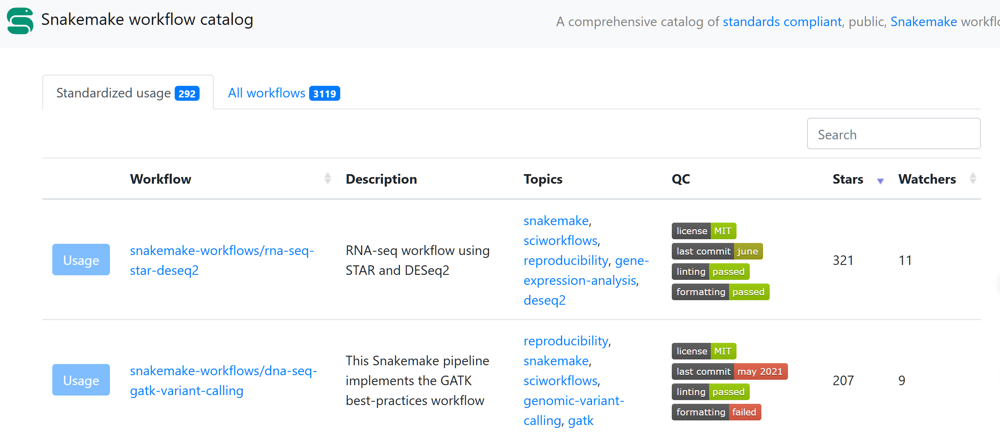 Snakemake workflow catalog
A comprehensive catalog of standards compliant, public, Snakemake
Standardized usage 292
All workflows 3119
Search
Workflow Description Topics QC Stars Watchers
Usage
snakemake-workflows/rna-seq-
star-deseq2
RNA-seq workflow using
STAR and DESeq2
snakemake,
sciworkflows,
reproducibility, gene-
expression-analysis,
deseq2
license MIT
last commit june
linting passed
formatting passed
321
11
Usage
snakemake-workflows/dna-seq-
gatk-variant-calling
This Snakemake pipeline
implements the GATK
best-practices workflow
reproducibility,
snakemake,
sciworkflows,
genomic-variant-
calling, gatk
license MIT
last commit may 2021
linting passed
formatting failed
207
9